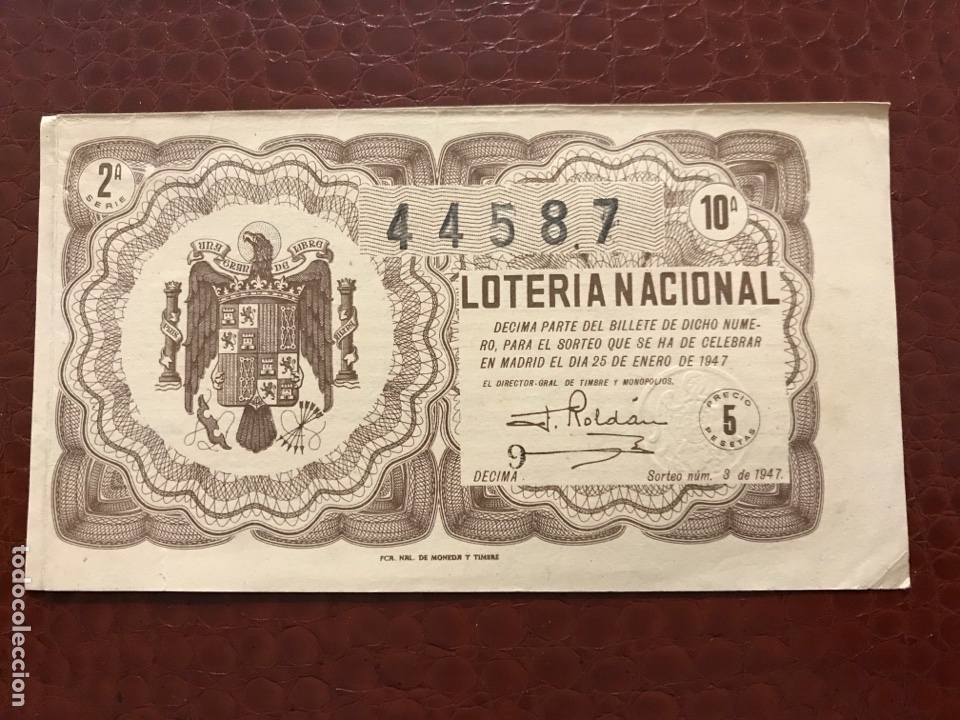 2ª
SERIE
44587
10ª
UNA GRANDE LIBRE
PLUS
LOTERIA NACIONAL
DECIMA PARTE DEL BILLETE DE DICHO NUME-
RO, PARA EL SORTEO QUE SE HA DE CELEBRAR
EN MADRID EL DIA 25 DE ENERO DE 1947
EL DIRECTOR-GRAL. DE TIMBRE Y MONOPOLIOS,
J. Roldán
PRECIO
5
PESETAS
9
DECIMA
Sorteo núm. 3 de 1947.
FCA. NAL. DE MONEDA Y TIMBRE
todocoleccion